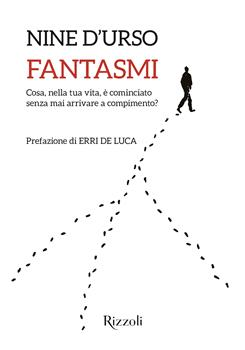 NINE D'URSO
FANTASMI
Cosa, nella tua vita, è cominciato
senza mai arrivare a compimento?
Prefazione di ERRI DE LUCA
Rizzoli